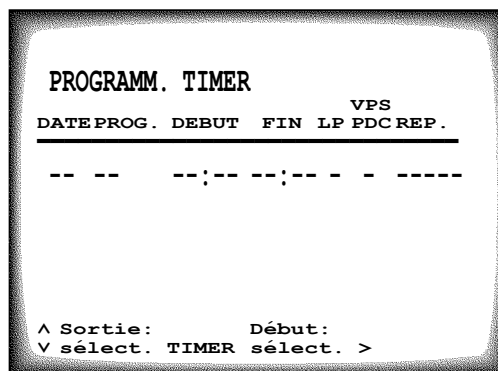 PROGRAMM. TIMER
VPS
DATE PROG. DEBUT FIN LP PDC REP.
-- -- --:-- --:-- - - -----
^ Sortie: Début:
v sélect. TIMER sélect. >